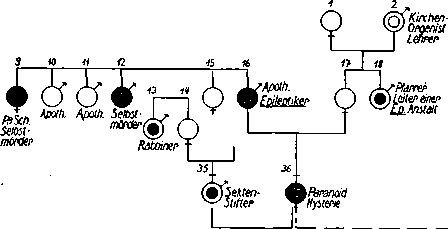 1
2
Kirchen-
Organist
Lehrer
9
10
11
12
15
16
17
18
Pa Sch.
Selbst-
mörder
Apoth.
Apoth.
Selbst-
mörder
13
14
Rabbiner
Apoth.
Epileptiker
Pfarrer
Leiter einer
Ep. Anstalt
35
Sekten-
Stifter
36
Paranoid
Hysterie